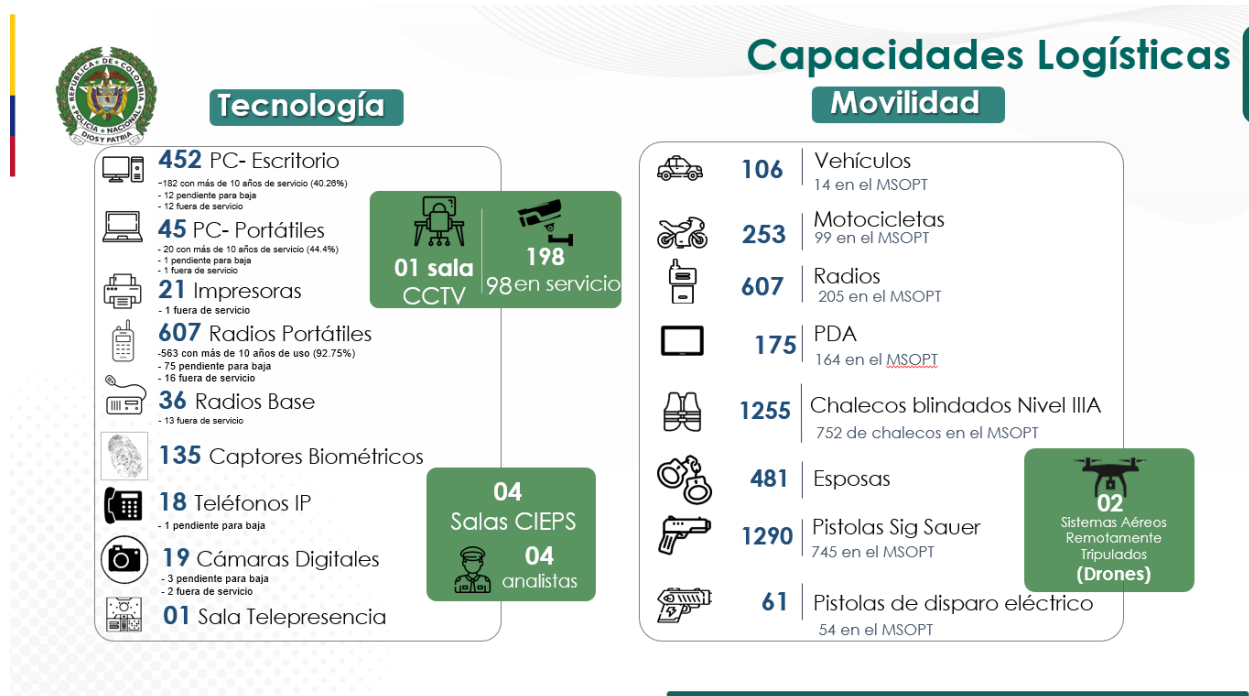 Capacidades Logísticas
REPÚBLICA • DE • COLOMBIA
POLICÍA NACIONAL
DIOS Y PATRIA
Tecnología
452 PC- Escritorio
-182 con más de 10 años de servicio (40.26%)
- 12 pendiente para baja
- 12 fuera de servicio
45 PC- Portátiles
- 20 con más de 10 años de servicio (44.4%)
- 1 pendiente para baja
- 1 fuera de servicio
21 Impresoras
- 1 fuera de servicio
607 Radios Portátiles
-563 con más de 10 años de uso (92.75%)
- 75 pendiente para baja
- 16 fuera de servicio
36 Radios Base
- 13 fuera de servicio
135 Captores Biométricos
18 Teléfonos IP
- 1 pendiente para baja
19 Cámaras Digitales
- 3 pendiente para baja
- 2 fuera de servicio
01 Sala Telepresencia
01 sala
CCTV
198
98 en servicio
04
Salas CIEPS
04
analistas
Movilidad
106 Vehículos
14 en el MSOPT
253 Motocicletas
99 en el MSOPT
607 Radios
205 en el MSOPT
175 PDA
164 en el MSOPT
1255 Chalecos blindados Nivel IIIA
752 de chalecos en el MSOPT
481 Esposas
1290 Pistolas Sig Sauer
745 en el MSOPT
61 Pistolas de disparo eléctrico
54 en el MSOPT
02
Sistemas Aéreos
Remotamente
Tripulados
(Drones)